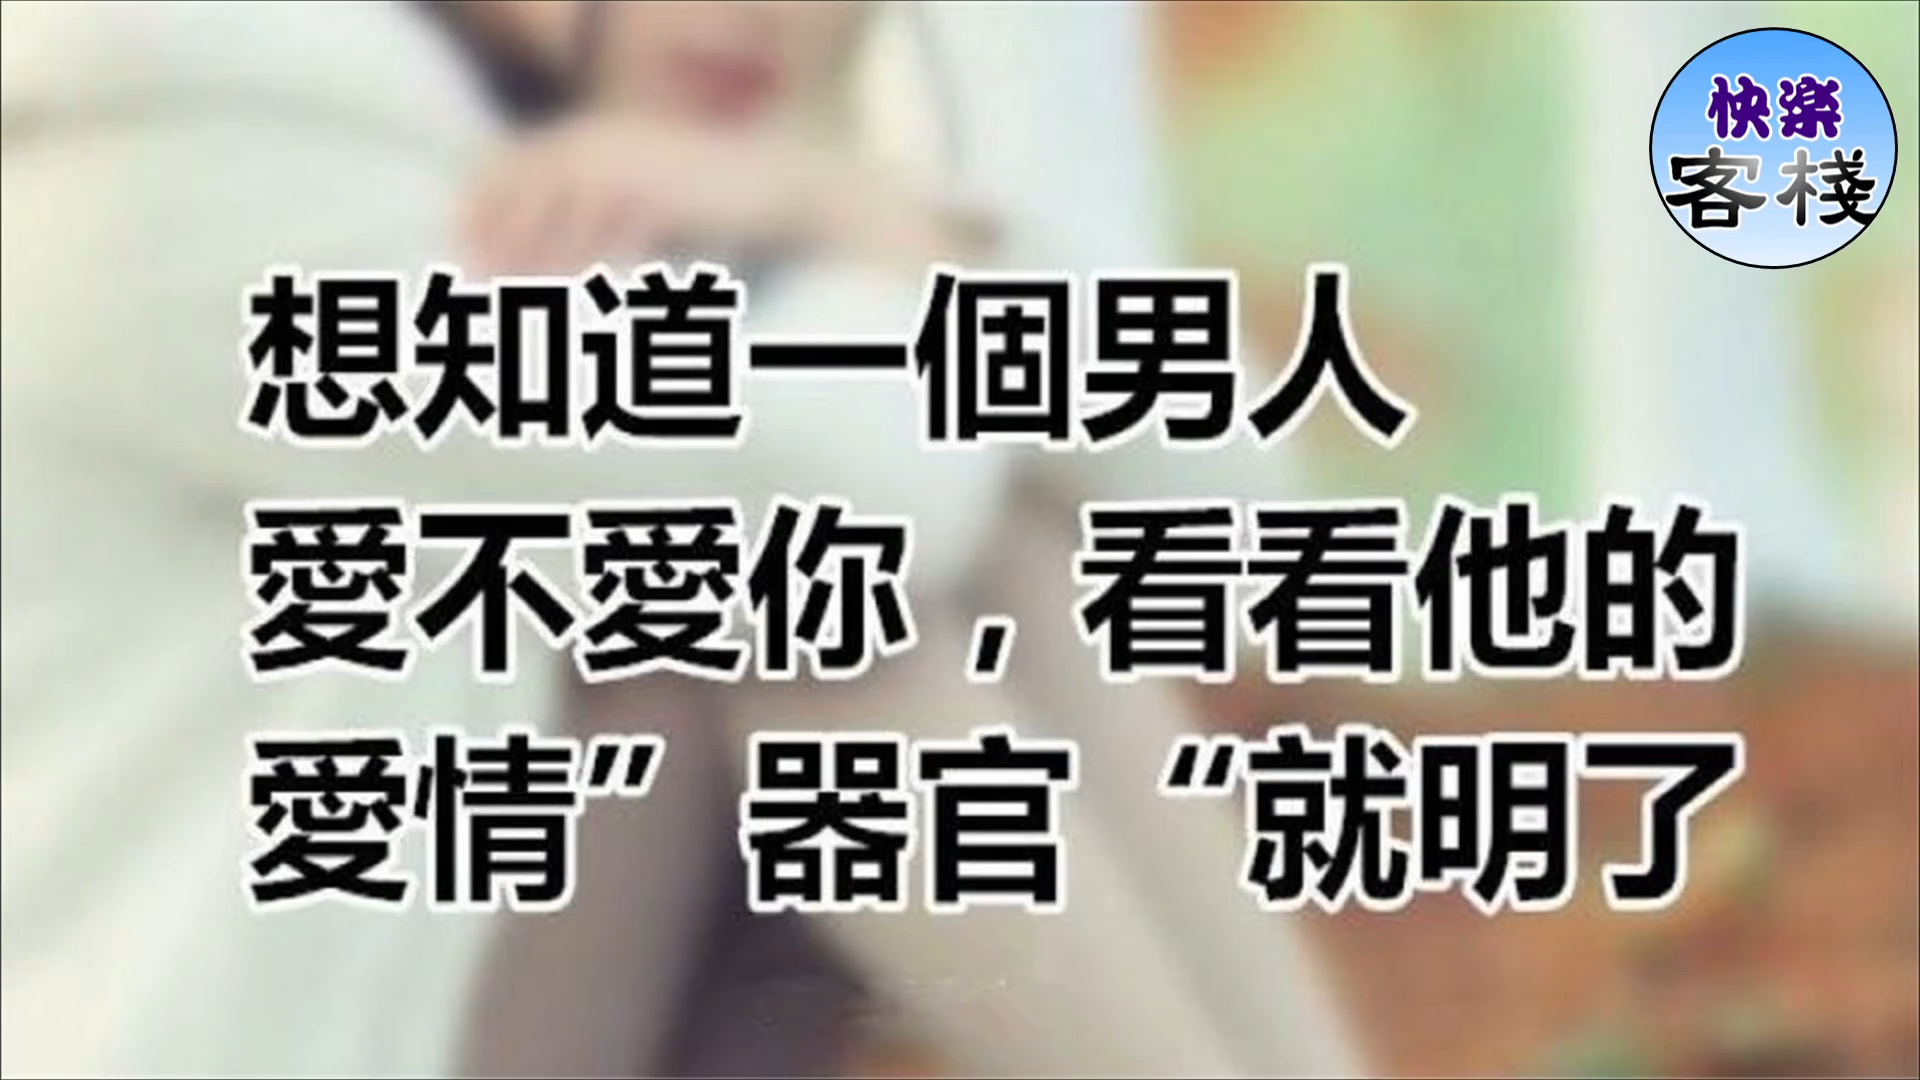 快樂
客棧
想知道一個男人
愛不愛你，看看他的
愛情”器官“就明了